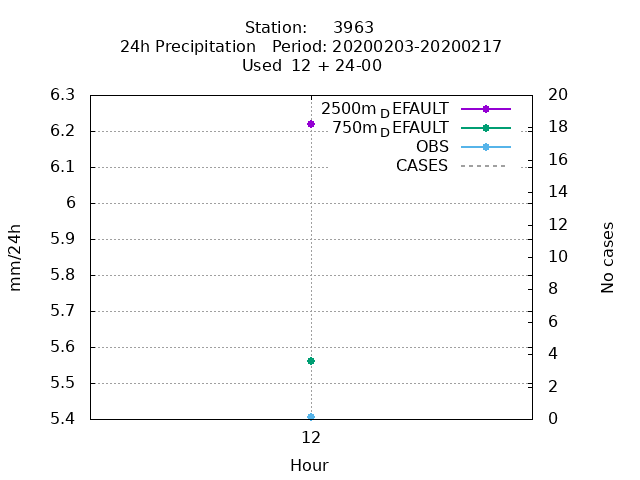 Station: 3963
24h Precipitation Period: 20200203-20200217
Used 12 + 24-00
6.3
6.2
6.1
6
5.9
5.8
5.7
5.6
5.5
5.4
mm/24h
2500m_DEFAULT
750m_DEFAULT
OBS
CASES
20
18
16
14
12
10
8
6
4
2
0
No cases
12
Hour